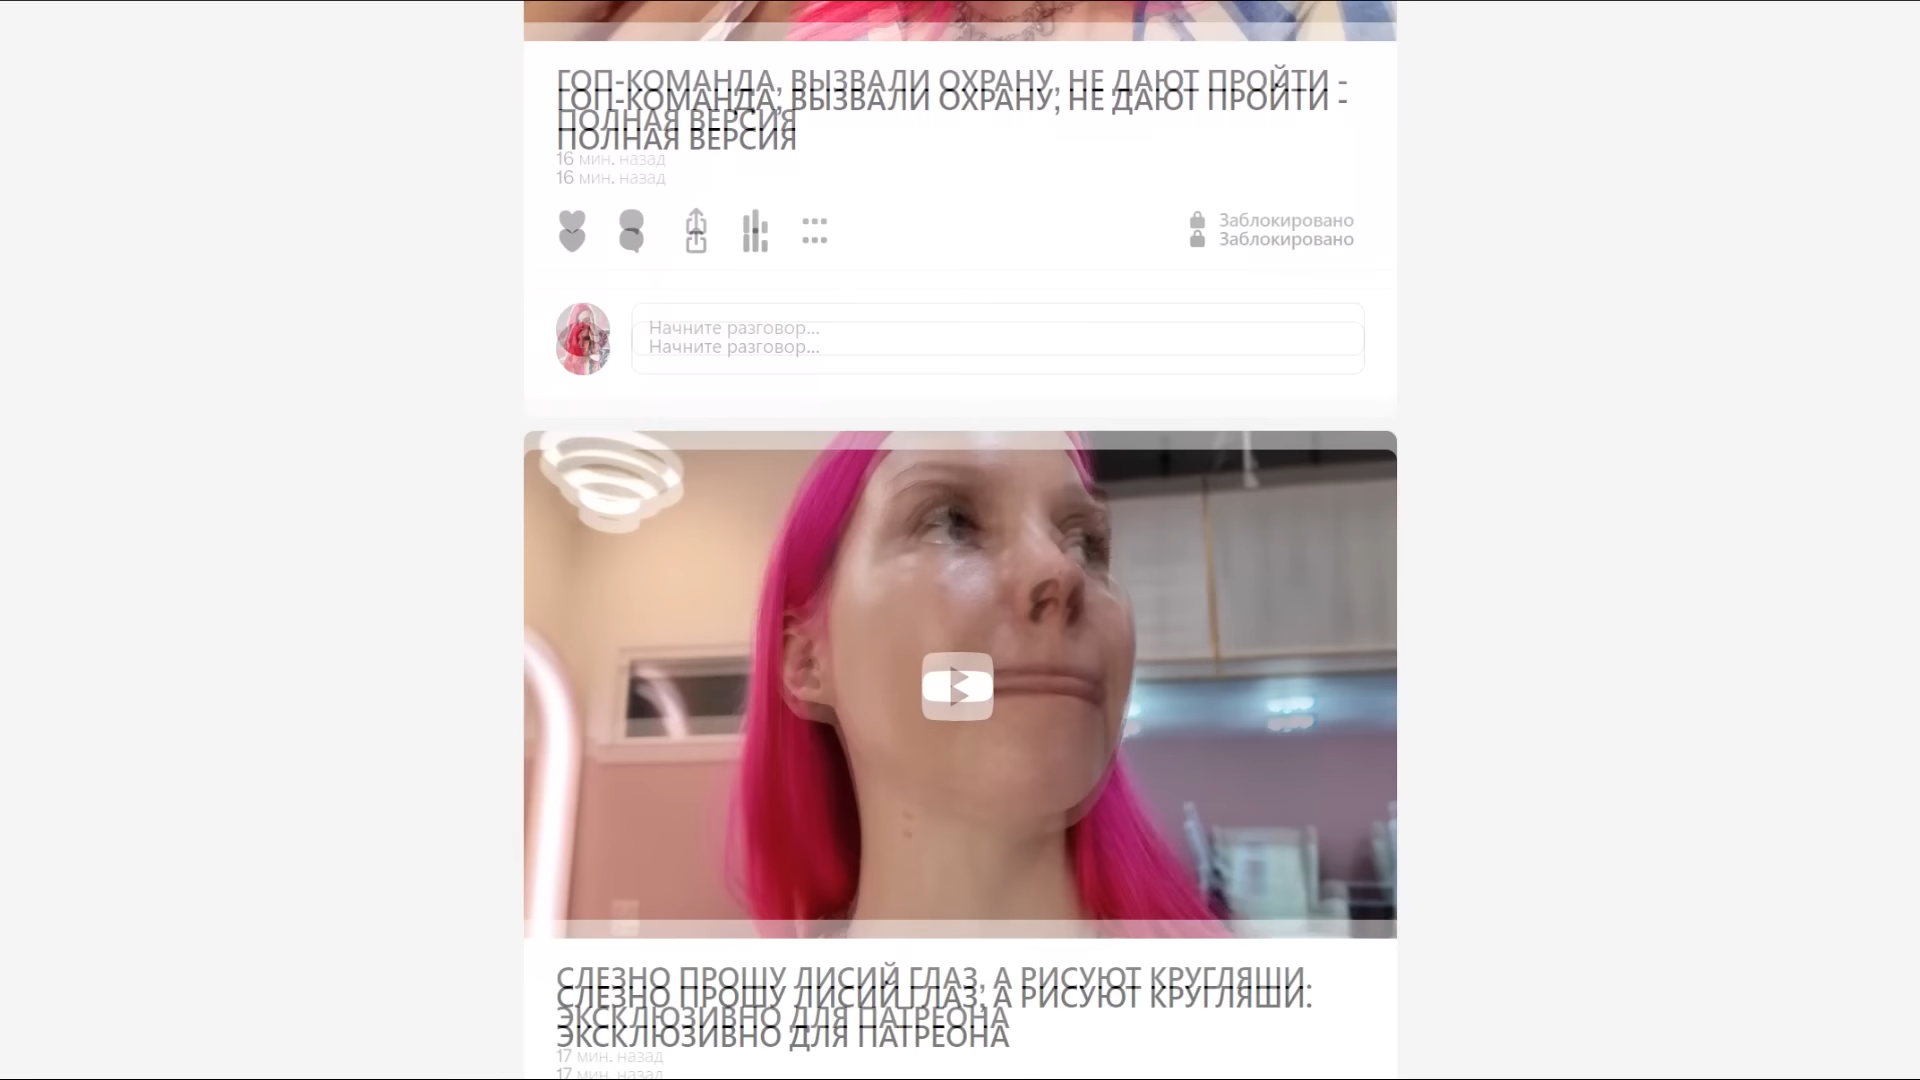 ГОП-КОМАНДА, ВЫЗВАЛИ ОХРАНУ, НЕ ДАЮТ ПРОЙТИ -
ПОЛНАЯ ВЕРСИЯ
16 мин. назад
Заблокировано
Начните разговор...
СЛЕЗНО ПРОШУ ЛИСИЙ ГЛАЗ, А РИСУЮТ КРУГЛЯШИ:
ЭКСКЛЮЗИВНО ДЛЯ ПАТРЕОНА
17 мин. назад